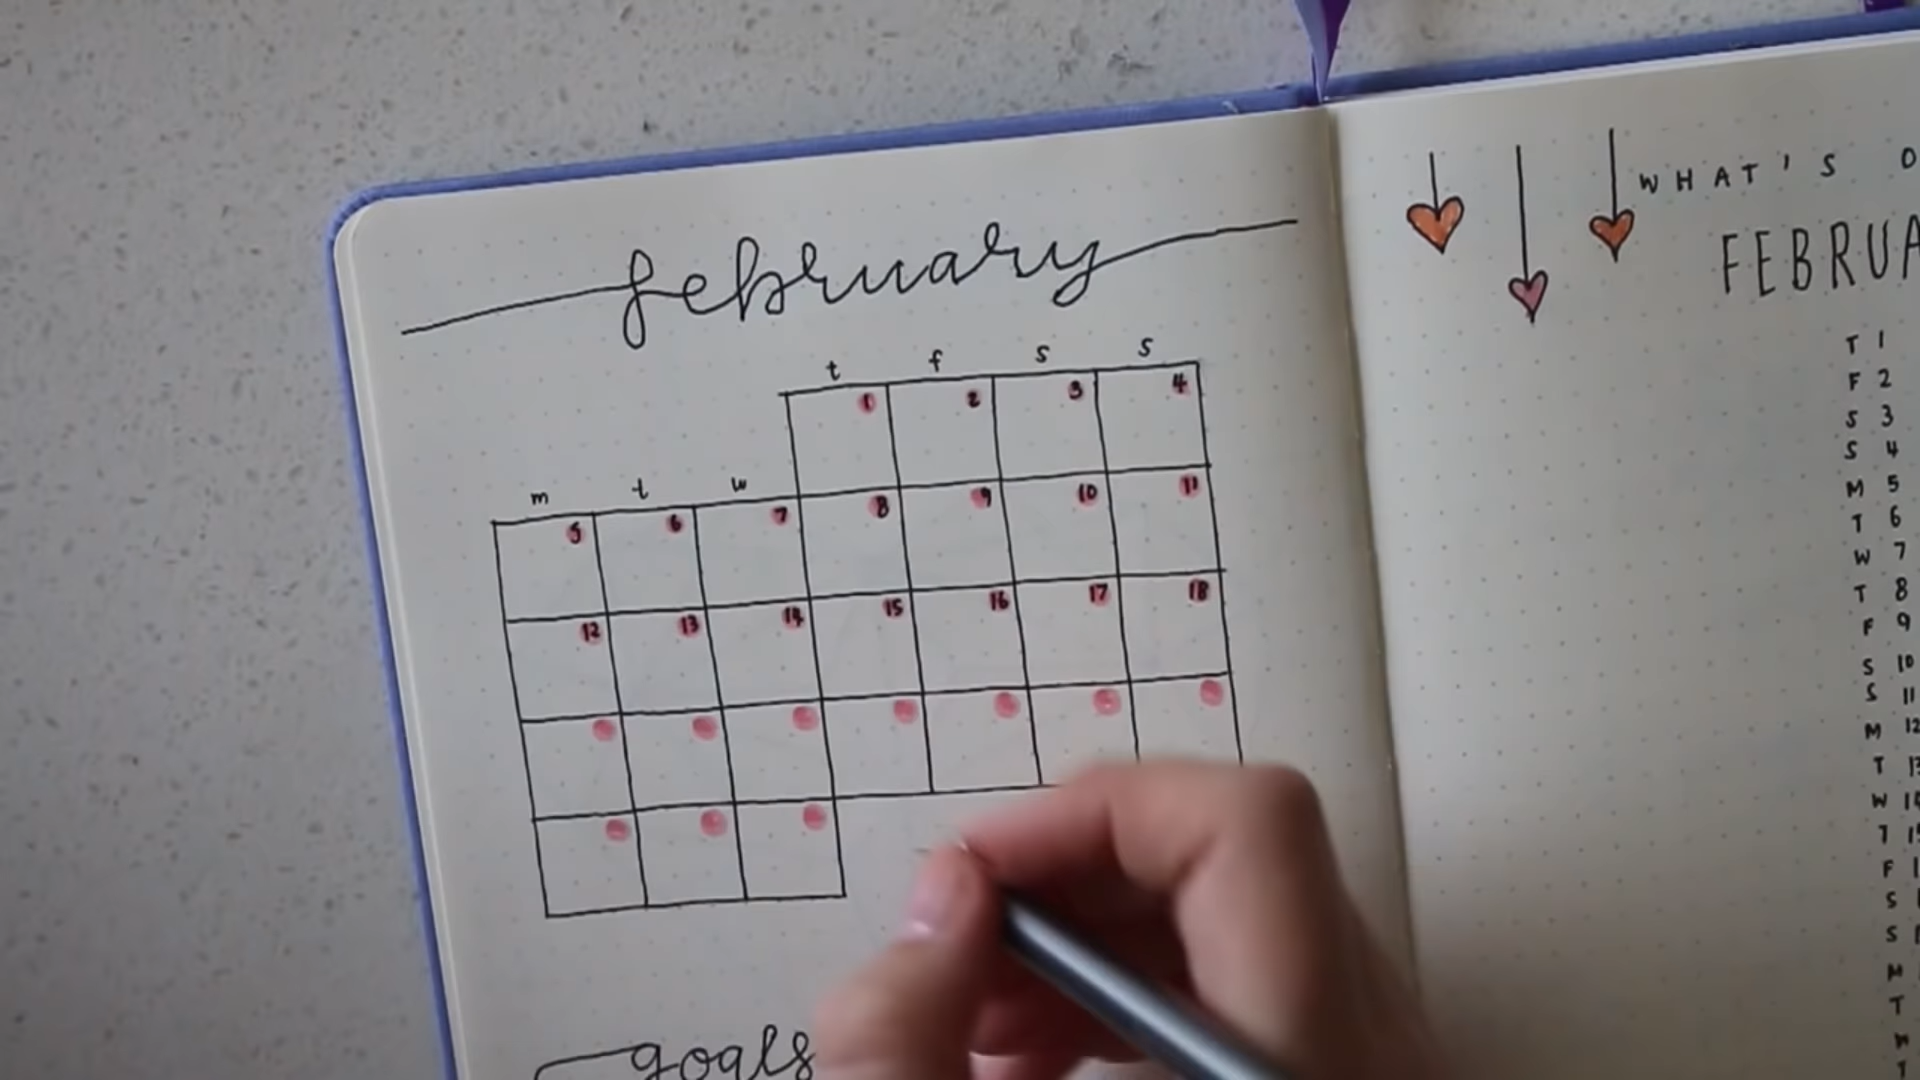 february
t f s s
1 2 3 4
m t w
5 6 7 8 9 10 11
12 13 14 15 16 17 18
goals
WHAT'S
FEBRUA
T 1
F 2
S 3
S 4
M 5
T 6
W 7
T 8
F 9
S 10
S 11
M 12
T
W
T
F
S
S
M
T
W
T